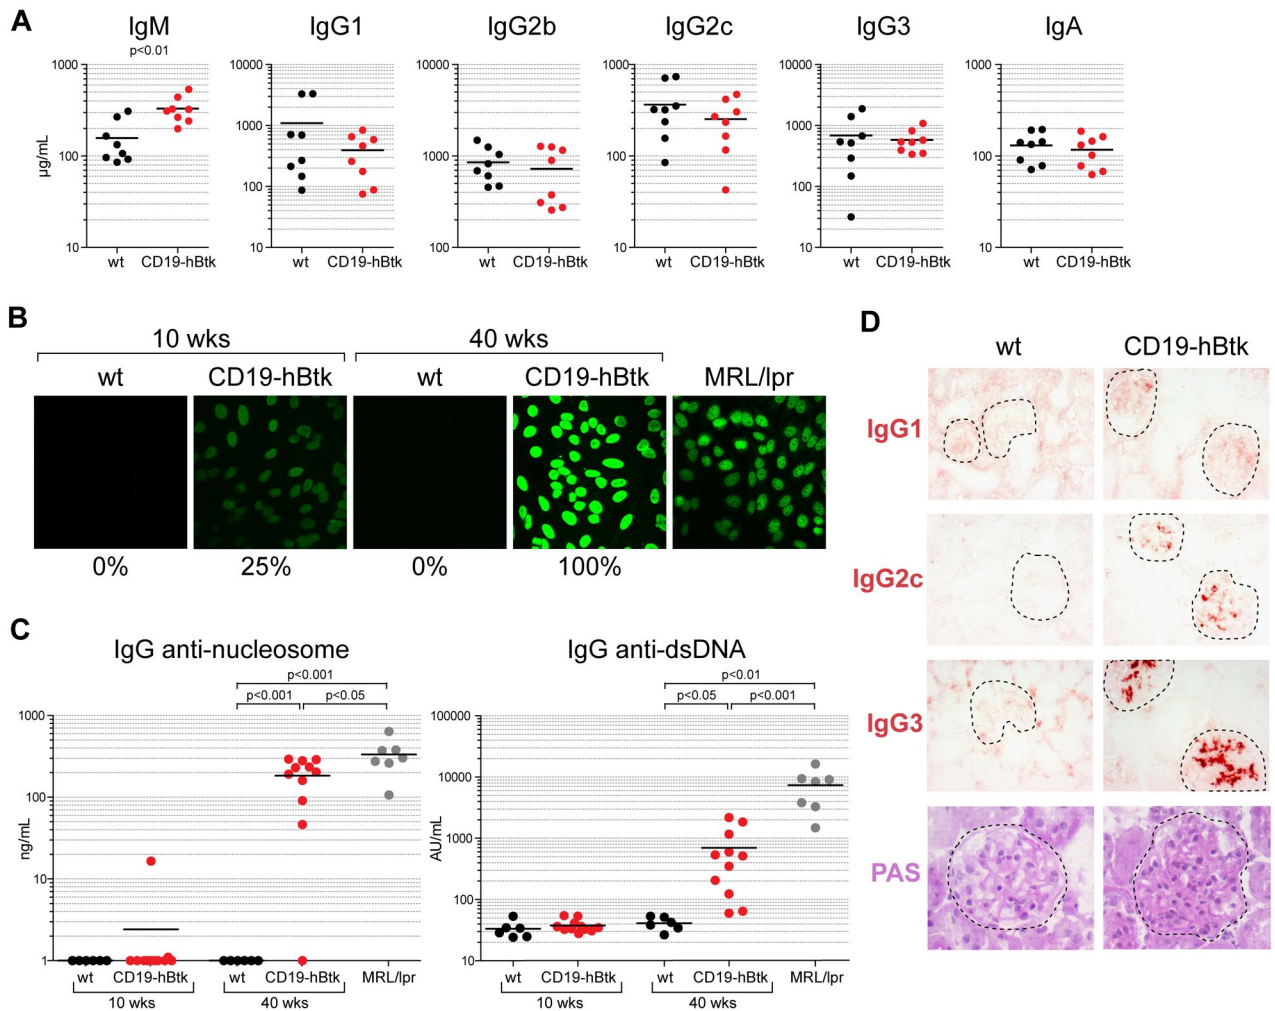 A
IgM
IgG1
IgG2b
IgG2c
IgG3
IgA
p<0.01
µg/mL
1000
100
10
wt
CD19-hBtk
10000
1000
100
10
wt
CD19-hBtk
10000
1000
100
wt
CD19-hBtk
10000
1000
100
10
wt
CD19-hBtk
10000
1000
100
10
wt
CD19-hBtk
1000
100
10
wt
CD19-hBtk
B
10 wks
40 wks
wt
CD19-hBtk
wt
CD19-hBtk
MRL/lpr
0%
25%
0%
100%
C
IgG anti-nucleosome
p<0.001
p<0.001
p<0.05
ng/mL
1000
100
10
1
wt
CD19-hBtk
wt
CD19-hBtk
MRL/lpr
10 wks
40 wks
IgG anti-dsDNA
p<0.01
p<0.05
p<0.001
AU/mL
100000
10000
1000
100
10
wt
CD19-hBtk
wt
CD19-hBtk
MRL/lpr
10 wks
40 wks
D
wt
CD19-hBtk
IgG1
IgG2c
IgG3
PAS